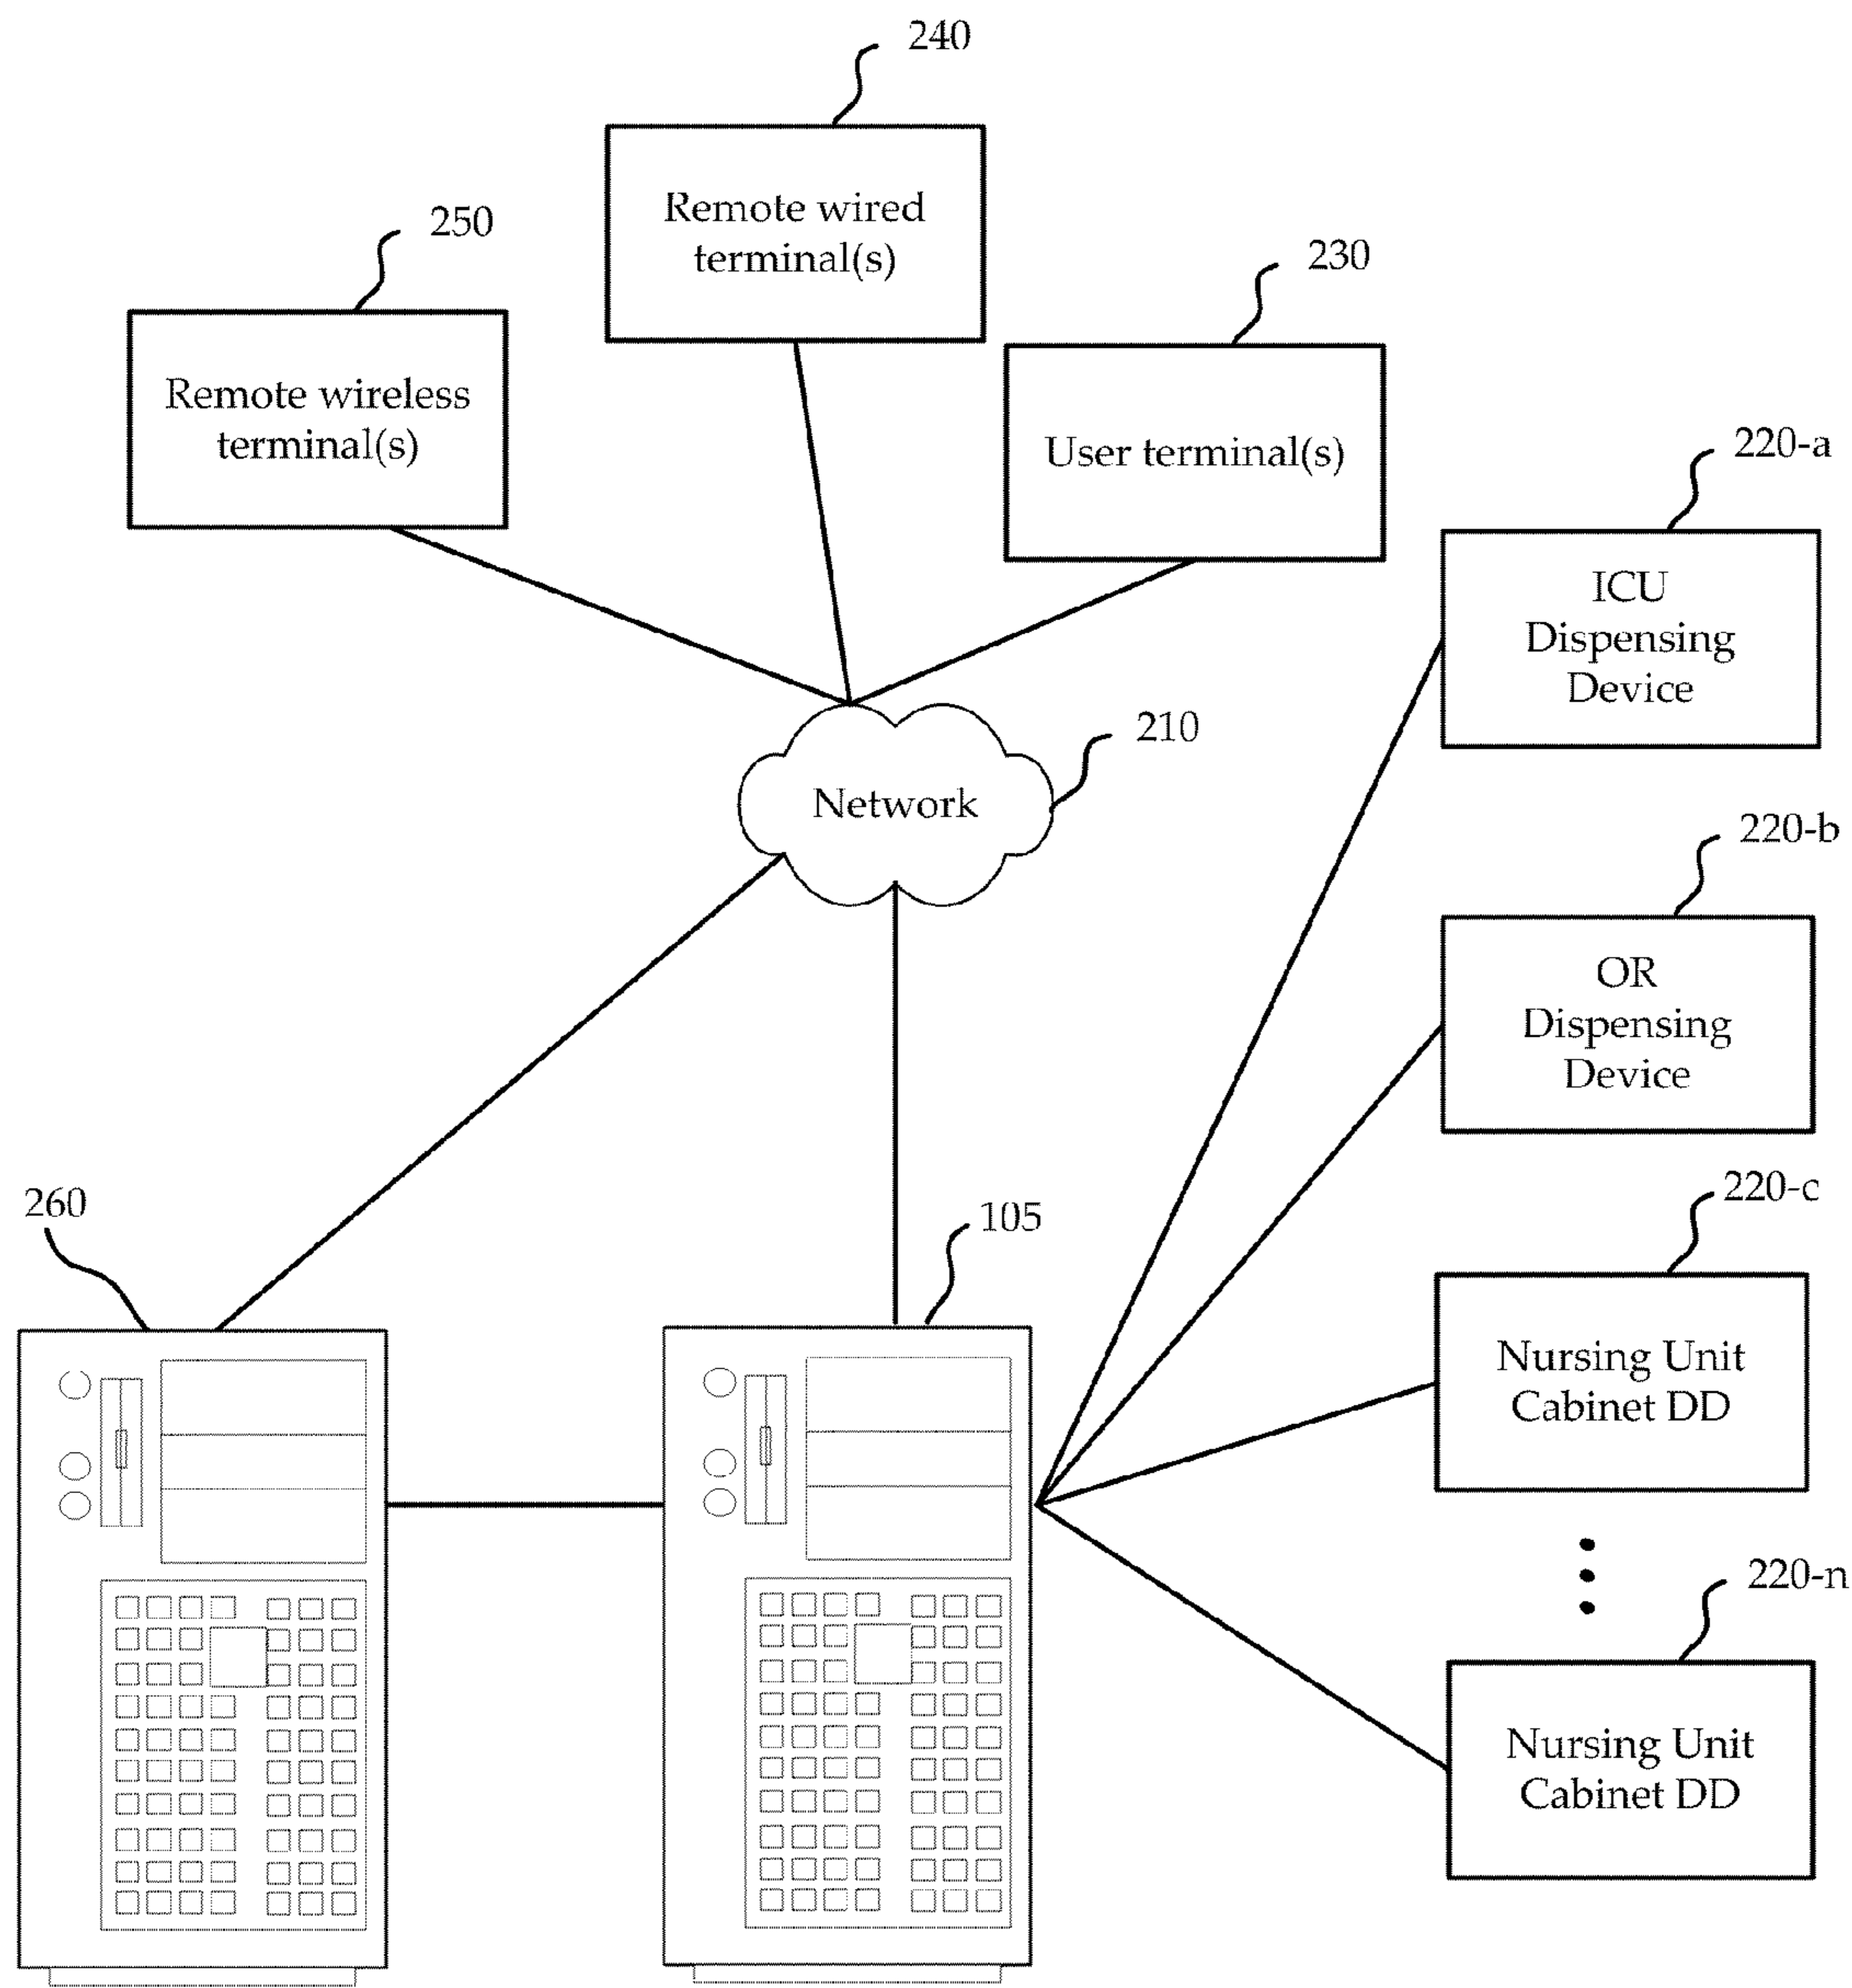 240
Remote wired
terminal(s)
250
Remote wireless
terminal(s)
230
User terminal(s)
220-a
ICU
Dispensing
Device
210
Network
220-b
OR
Dispensing
Device
260
105
220-c
Nursing Unit
Cabinet DD
220-n
Nursing Unit
Cabinet DD